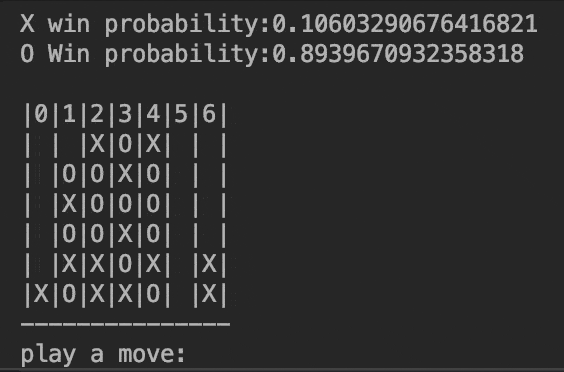 X win probability:0.10603290676416821
O Win probability:0.8939670932358318
|0|1|2|3|4|5|6|
| | |X|O|X| | |
| |O|O|X|O| | |
| |X|O|O|O| | |
| |O|O|X|O| | |
| |X|X|O|X| |X|
|X|O|X|X|O| |X|
---------------
play a move: